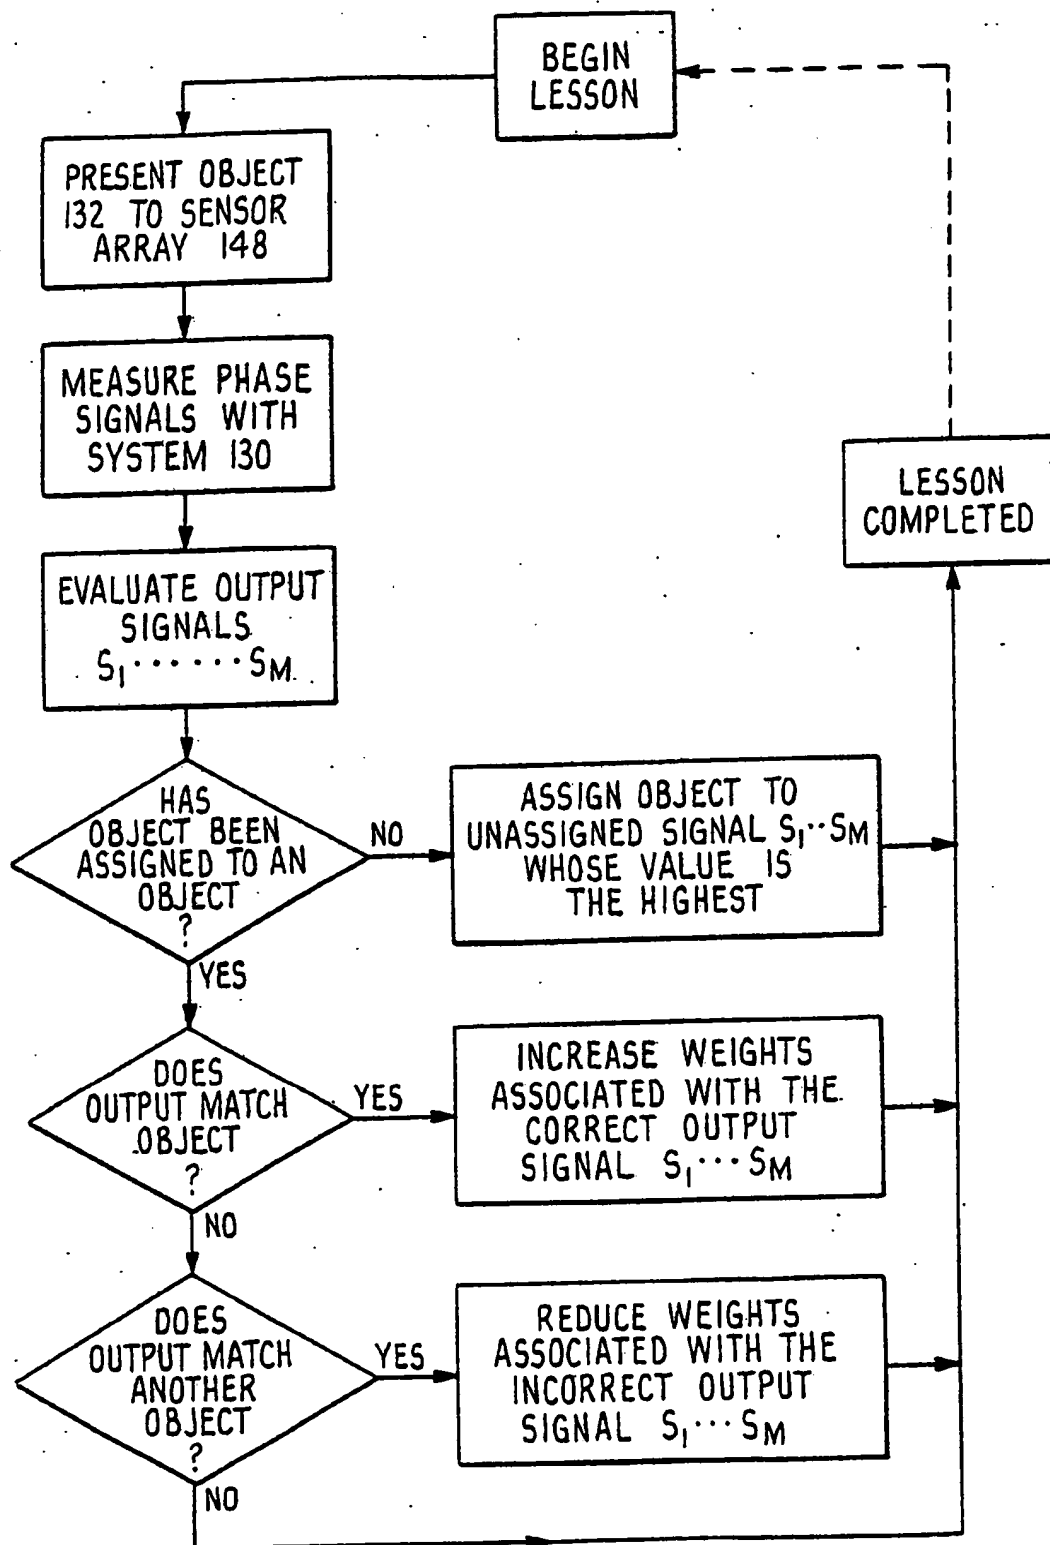 BEGIN
LESSON
PRESENT OBJECT
132 TO SENSOR
ARRAY 148
MEASURE PHASE
SIGNALS WITH
SYSTEM 130
LESSON
COMPLETED
EVALUATE OUTPUT
SIGNALS
S1 ······ SM
HAS
OBJECT BEEN
ASSIGNED TO AN
OBJECT
?
NO
ASSIGN OBJECT TO
UNASSIGNED SIGNAL S1··SM
WHOSE VALUE IS
THE HIGHEST
YES
DOES
OUTPUT MATCH
OBJECT
?
YES
INCREASE WEIGHTS
ASSOCIATED WITH THE
CORRECT OUTPUT
SIGNAL S1···SM
NO
DOES
OUTPUT MATCH
ANOTHER
OBJECT
?
YES
REDUCE WEIGHTS
ASSOCIATED WITH THE
INCORRECT OUTPUT
SIGNAL S1···SM
NO